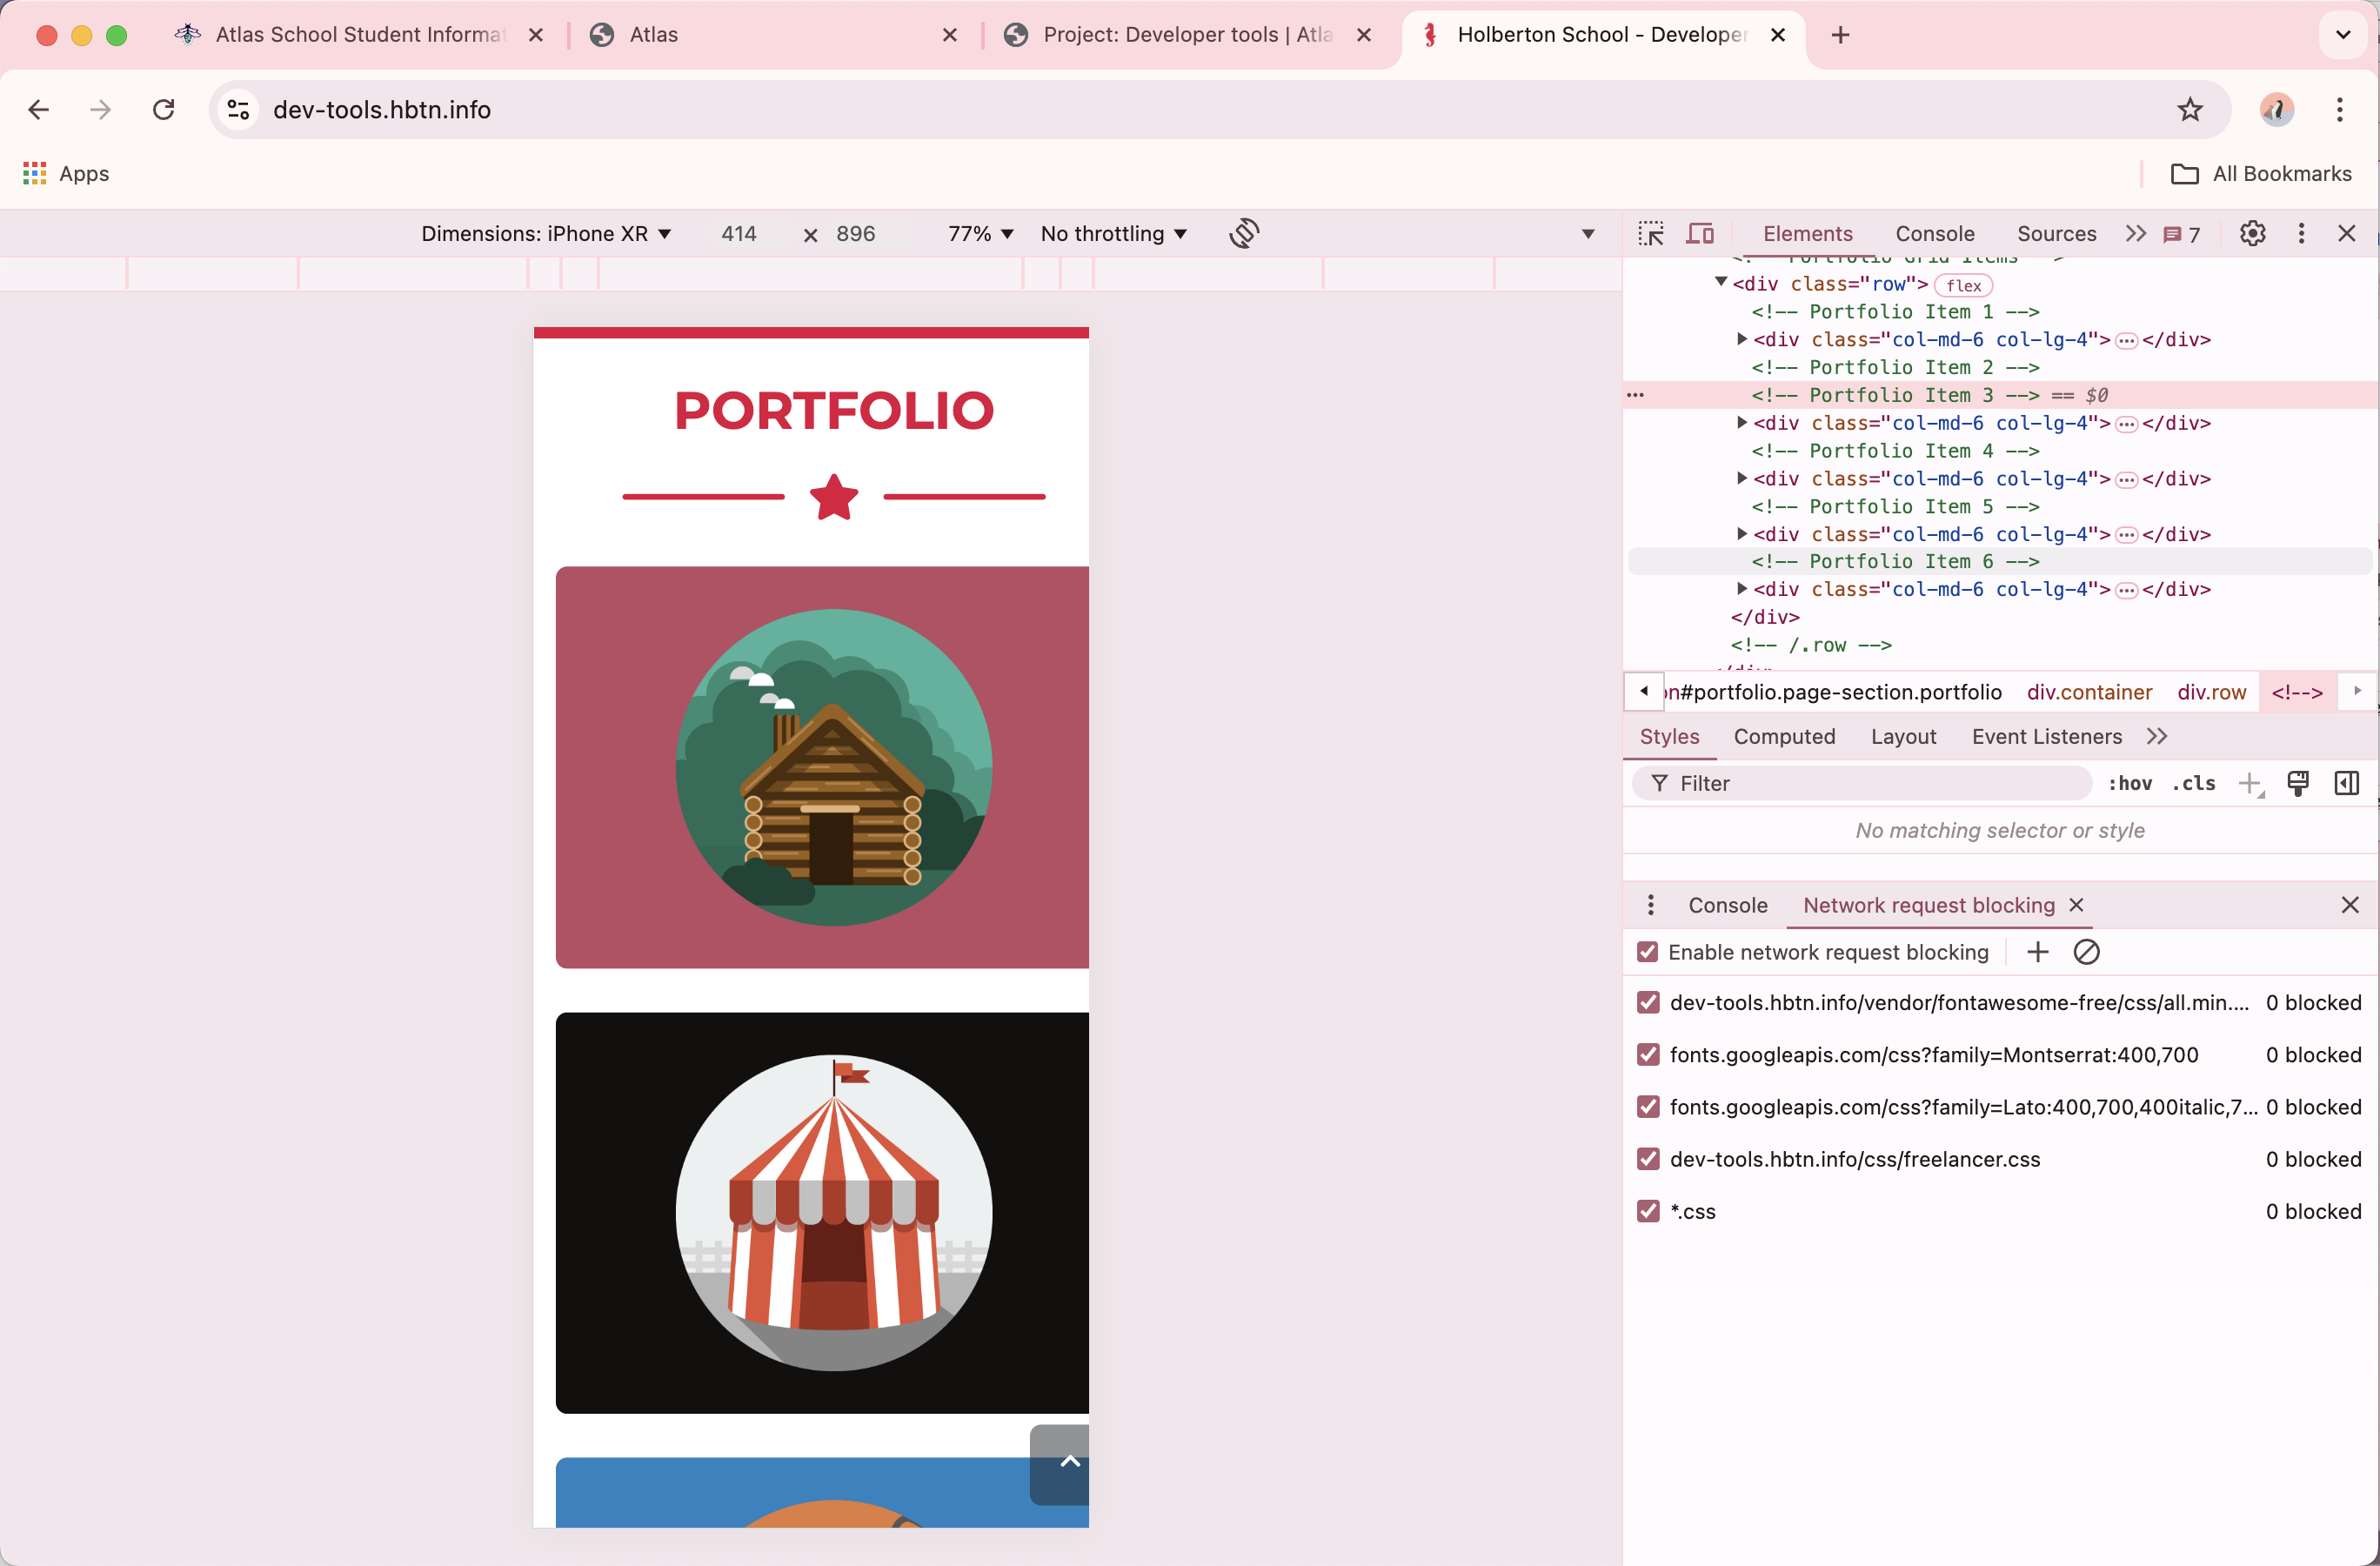 Atlas School Student Informat
Atlas
Project: Developer tools | Atla
Holberton School - Developer
dev-tools.hbtn.info
Apps
All Bookmarks
Dimensions: iPhone XR
414
×
896
77%
No throttling
Elements
Console
Sources
7
<!-- Portfolio Grid Items -->
<div class="row"> flex
<!-- Portfolio Item 1 -->
<div class="col-md-6 col-lg-4"> … </div>
<!-- Portfolio Item 2 -->
<!-- Portfolio Item 3 --> == $0
<div class="col-md-6 col-lg-4"> … </div>
<!-- Portfolio Item 4 -->
<div class="col-md-6 col-lg-4"> … </div>
<!-- Portfolio Item 5 -->
<div class="col-md-6 col-lg-4"> … </div>
<!-- Portfolio Item 6 -->
<div class="col-md-6 col-lg-4"> … </div>
</div>
<!-- /.row -->
</div>
on#portfolio.page-section.portfolio
div.container
div.row
<!-->
Styles
Computed
Layout
Event Listeners
Filter
:hov
.cls
No matching selector or style
Console
Network request blocking
Enable network request blocking
dev-tools.hbtn.info/vendor/fontawesome-free/css/all.min.... 0 blocked
fonts.googleapis.com/css?family=Montserrat:400,700 0 blocked
fonts.googleapis.com/css?family=Lato:400,700,400italic,7... 0 blocked
dev-tools.hbtn.info/css/freelancer.css 0 blocked
*.css 0 blocked
PORTFOLIO